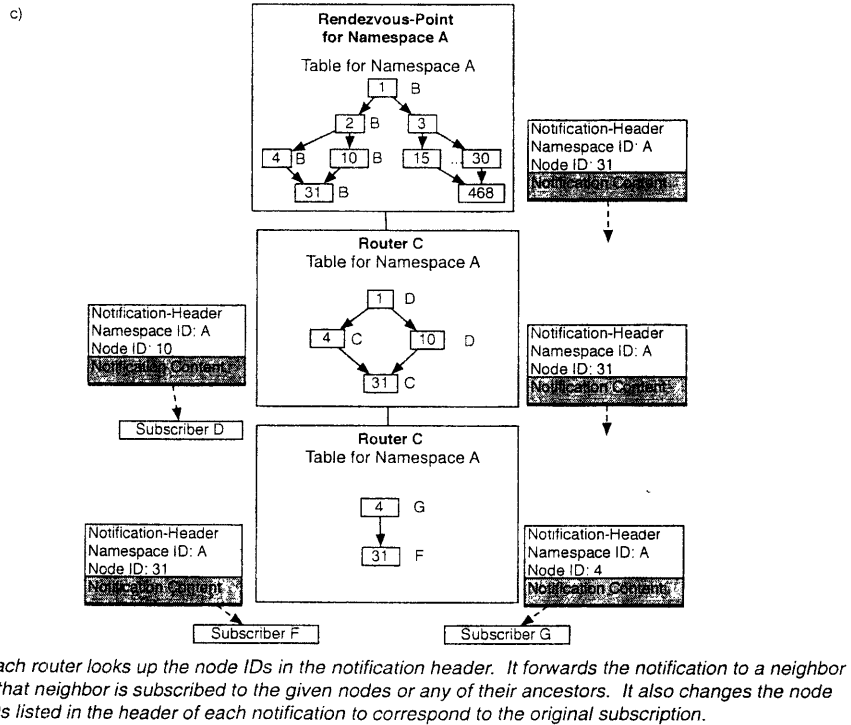 c)
Rendezvous-Point
for Namespace A
Table for Namespace A
1 B
2 B 3
4 B 10 B 15 ... 30
31 B 468
Notification-Header
Namespace ID: A
Node ID: 31
Notification Content
Router C
Table for Namespace A
1 D
4 C 10 D
31 C
Notification-Header
Namespace ID: A
Node ID: 10
Notification Content
Subscriber D
Notification-Header
Namespace ID: A
Node ID: 31
Notification Content
Router C
Table for Namespace A
4 G
31 F
Notification-Header
Namespace ID: A
Node ID: 31
Notification Content
Subscriber F
Notification-Header
Namespace ID: A
Node ID: 4
Notification Content
Subscriber G
ach router looks up the node IDs in the notification header. It forwards the notification to a neighbor
that neighbor is subscribed to the given nodes or any of their ancestors. It also changes the node
Ds listed in the header of each notification to correspond to the original subscription.